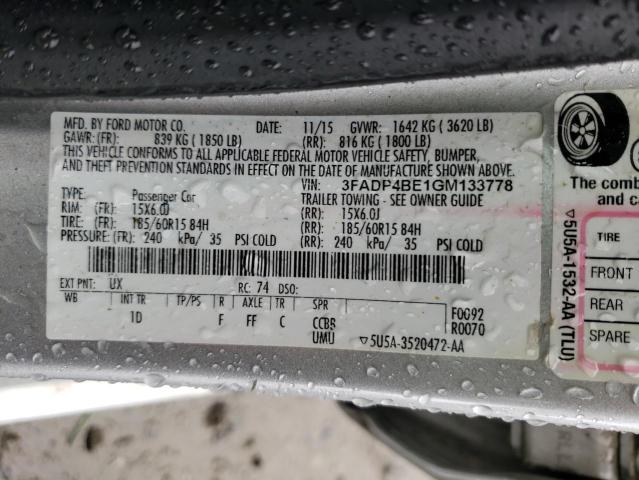 MFD. BY FORD MOTOR CO. DATE: 11/15 GVWR: 1642 KG ( 3620 LB)
GAWR:(FR): 839 KG ( 1850 LB) (RR): 816 KG ( 1800 LB)
THIS VEHICLE CONFORMS TO ALL APPLICABLE FEDERAL MOTOR VEHICLE SAFETY, BUMPER,
AND THEFT PREVENTION STANDARDS IN EFFECT ON THE DATE OF MANUFACTURE SHOWN ABOVE.
VIN: 3FADP4BE1GM133778
TYPE: Passenger Car TRAILER TOWING - SEE OWNER GUIDE
RIM: (FR): 15X6.0J (RR): 15X6.0J
TIRE: (FR): 185/60R15 84H (RR): 185/60R15 84H
PRESSURE: (FR): 240 kPa/ 35 PSI COLD (RR): 240 kPa/ 35 PSI COLD
EXT PNT: UX RC: 74 DSO:
WB INT TR TP/PS R AXLE TR SPR
1D F FF C CCBR F0092
UMU R0070
▽5U5A-3520472-AA
The comb
and c
▽5U5A-1532-AA (TLU)
TIRE
FRONT
REAR
SPARE